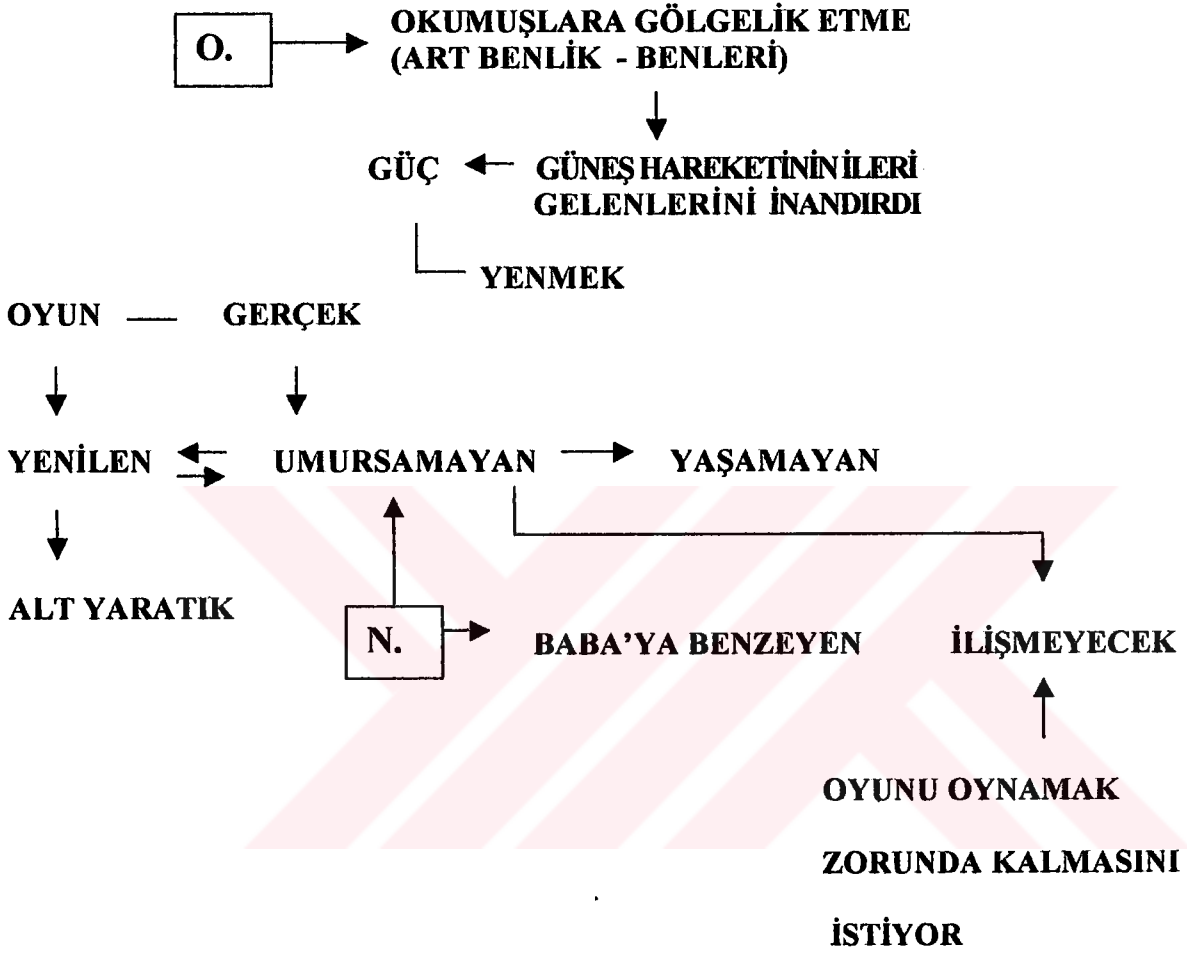 O.
OKUMUŞLARA GÖLGELİK ETME
(ART BENLİK - BENLERİ)
GÜÇ
GÜNEŞ HAREKETİNİN İLERİ
GELENLERİNİ İNANDIRDI
YENMEK
OYUN
GERÇEK
YENİLEN
UMURSAMAYAN
YAŞAMAYAN
ALT YARATIK
N.
BABA'YA BENZEYEN
İLİŞMEYECEK
OYUNU OYNAMAK
ZORUNDA KALMASINI
İSTİYOR